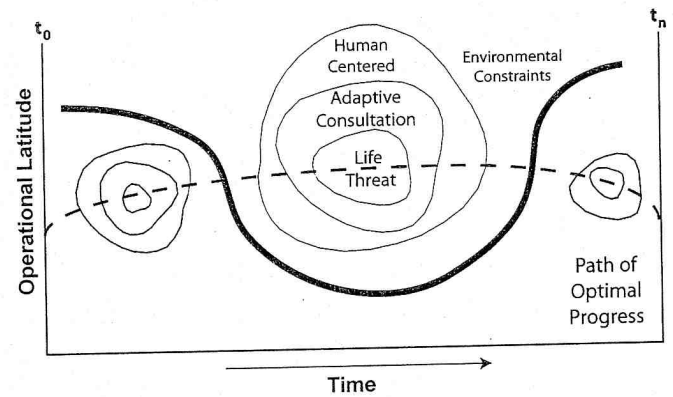 t0
tn
Human
Centered
Environmental
Constraints
Adaptive
Consultation
Life
Threat
Operational Latitude
Path of
Optimal
Progress
Time